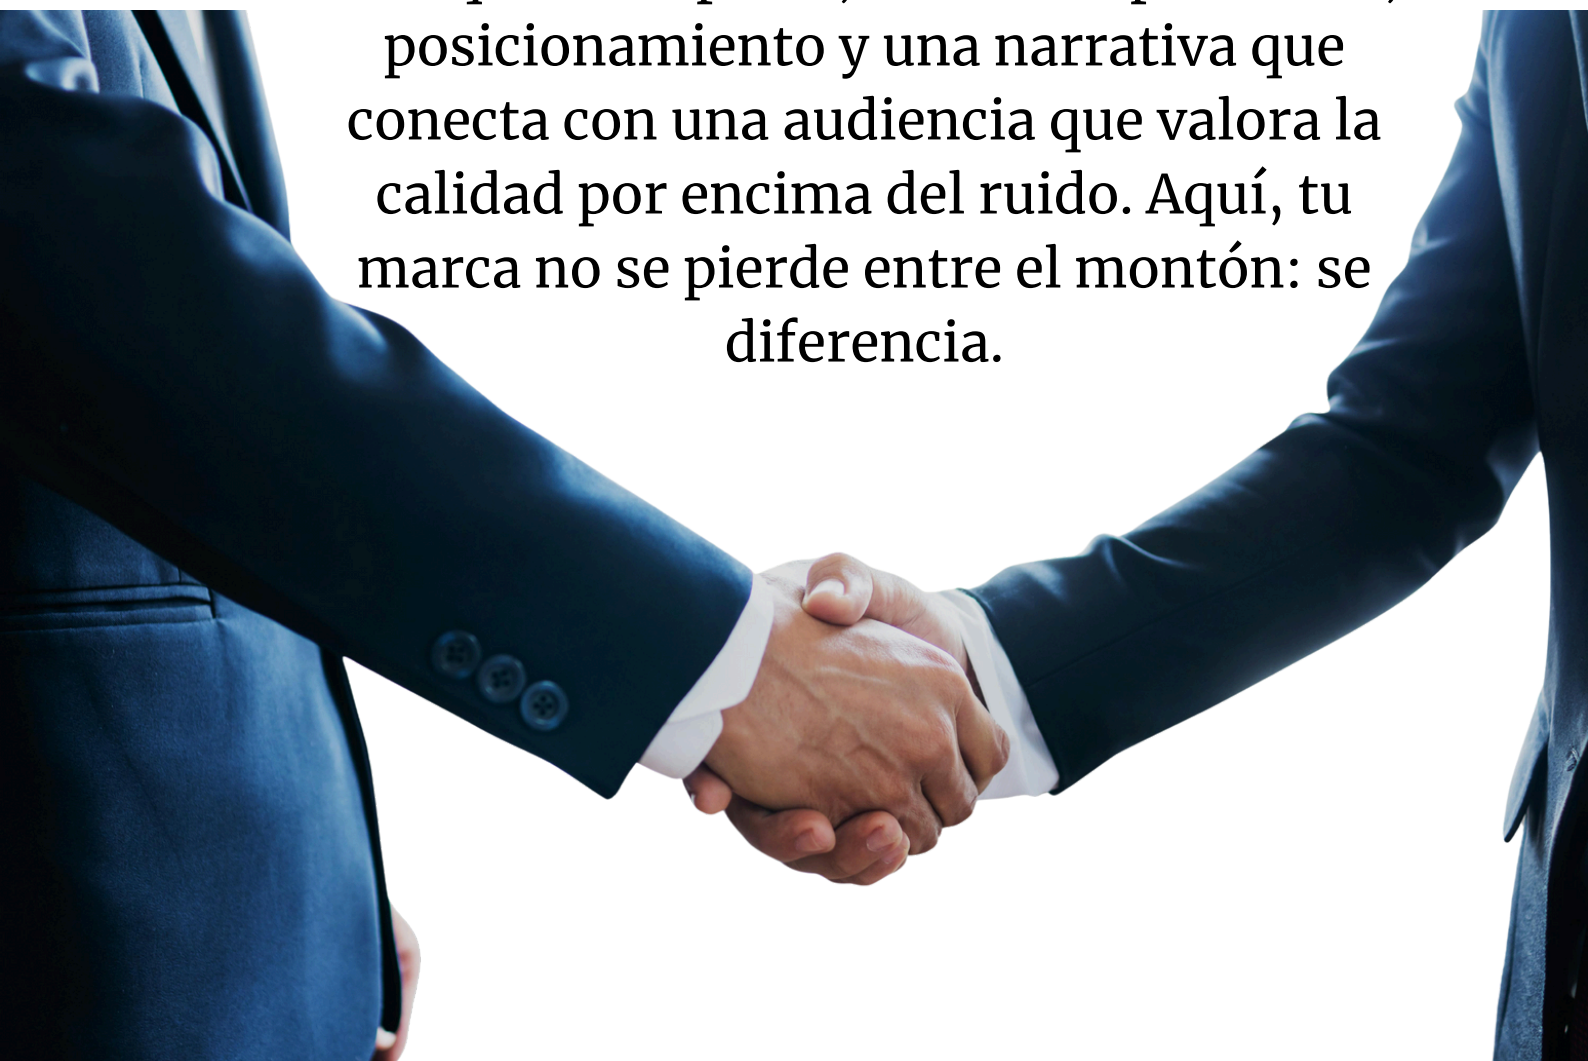 posicionamiento y una narrativa que
conecta con una audiencia que valora la
calidad por encima del ruido. Aquí, tu
marca no se pierde entre el montón: se
diferencia.